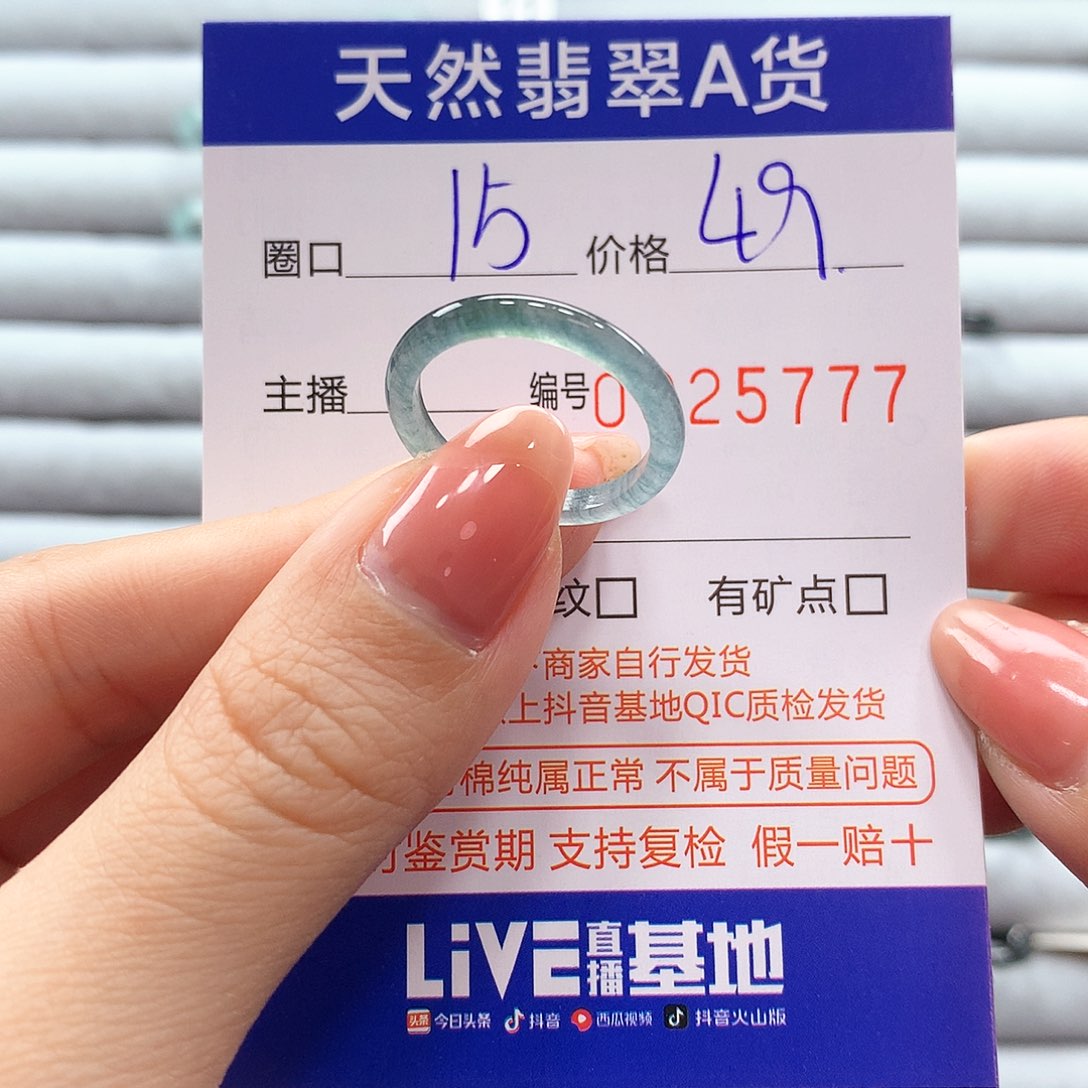 天然翡翠A货
圈口 15 价格 49.
主播 编号 0 25777
纹□ 有矿点□
商家自行发货
上抖音基地QIC质检发货
棉纯属正常 不属于质量问题
鉴赏期 支持复检 假一赔十
LiVE直播基地
头条 今日头条 抖音 西瓜视频 抖音火山版